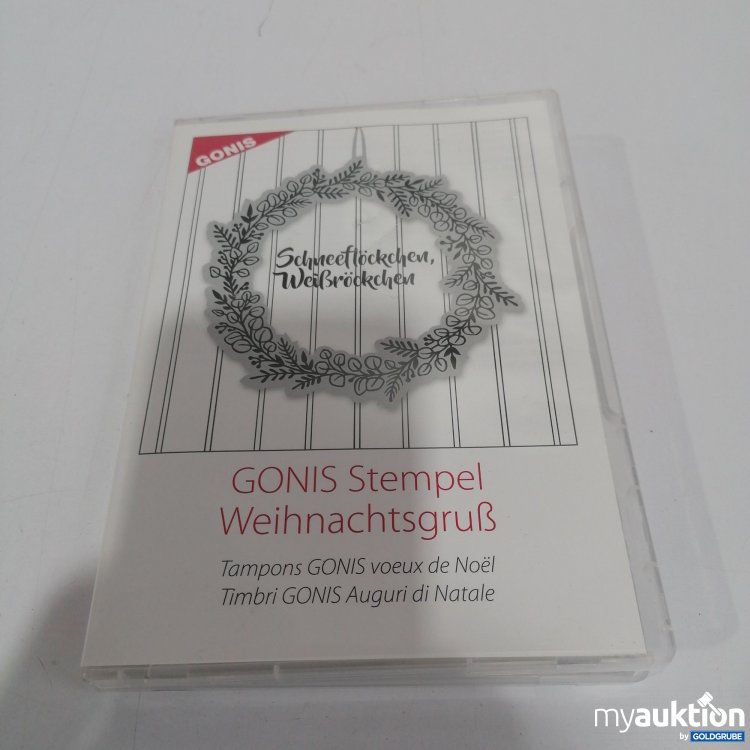 GONIS
Schneeflöckchen,
Weißröckchen
GONIS Stempel
Weihnachtsgruß
Tampons GONIS voeux de Noël
Timbri GONIS Auguri di Natale
myauktion
by GOLDGRUBE